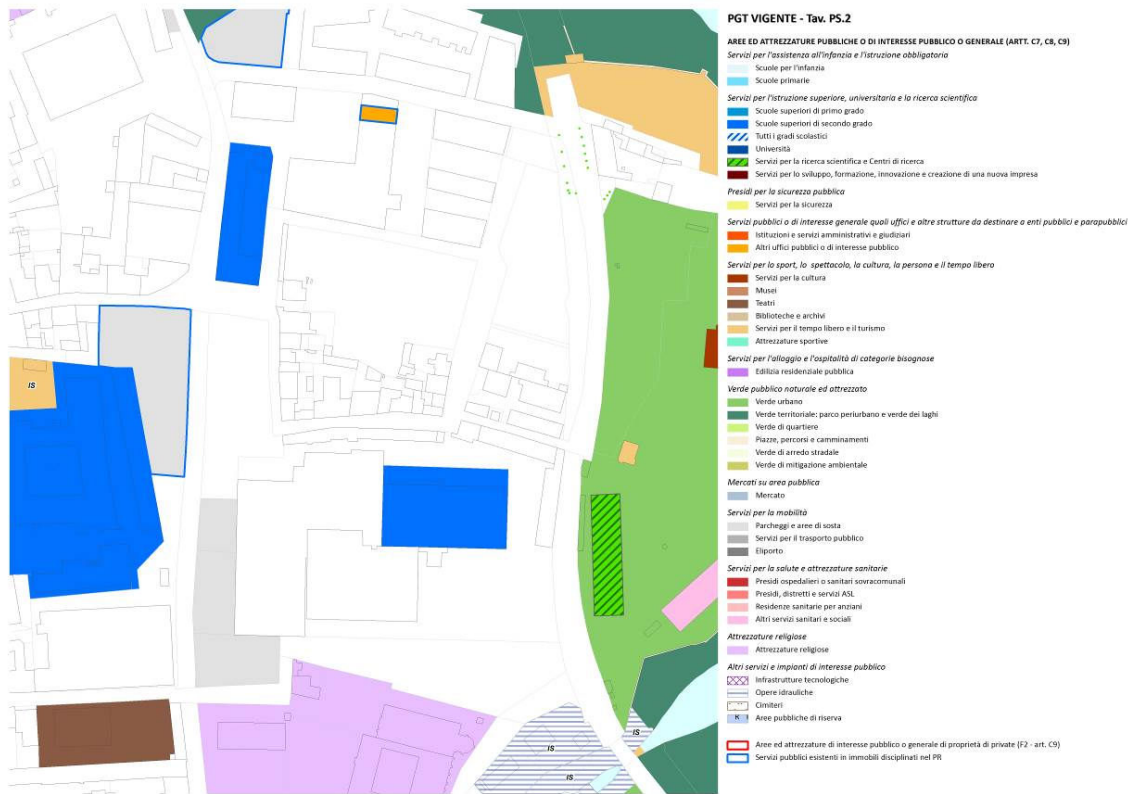 PGT VIGENTE - Tav. PS.2
AREE ED ATTREZZATURE PUBBLICHE O DI INTERESSE PUBBLICO O GENERALE (ARTT. C7, C8, C9)
Servizi per l'assistenza all'infanzia e l'istruzione obbligatoria
Scuole per l'infanzia
Scuole primarie
Servizi per l'istruzione superiore, universitaria e la ricerca scientifica
Scuole superiori di primo grado
Scuole superiori di secondo grado
Tutti i gradi scolastici
Università
Servizi per la ricerca scientifica e Centri di ricerca
Servizi per lo sviluppo, formazione, innovazione e creazione di una nuova impresa
Presidi per la sicurezza pubblica
Servizi per la sicurezza
Servizi pubblici o di interesse generale quali uffici e altre strutture da destinare a enti pubblici e parapubblici
Istituzioni e servizi amministrativi e giudiziari
Altri uffici pubblici o di interesse pubblico
Servizi per lo sport, lo spettacolo, la cultura, la persona e il tempo libero
Servizi per la cultura
Musei
Teatri
Biblioteche e archivi
Servizi per il tempo libero e il turismo
Attrezzature sportive
Servizi per l'alloggio e l'ospitalità di categorie bisognose
Edilizia residenziale pubblica
Verde pubblico naturale ed attrezzato
Verde urbano
Verde territoriale: parco periurbano e verde dei laghi
Verde di quartiere
Piazze, percorsi e camminamenti
Verde di arredo stradale
Verde di mitigazione ambientale
Mercati su area pubblica
Mercato
Servizi per la mobilità
Parcheggi e aree di sosta
Servizi per il trasporto pubblico
Eliporto
Servizi per la salute e attrezzature sanitarie
Presidi ospedalieri o sanitari sovracomunali
Presidi, distretti e servizi ASL
Residenze sanitarie per anziani
Altri servizi sanitari e sociali
Attrezzature religiose
Attrezzature religiose
Altri servizi e impianti di interesse pubblico
Infrastrutture tecnologiche
Opere idrauliche
Cimiteri
Aree pubbliche di riserva
Aree ed attrezzature di interesse pubblico o generale di proprietà di private (F2 - art. C9)
Servizi pubblici esistenti in immobili disciplinati nel PR
IS
IS
IS
IS